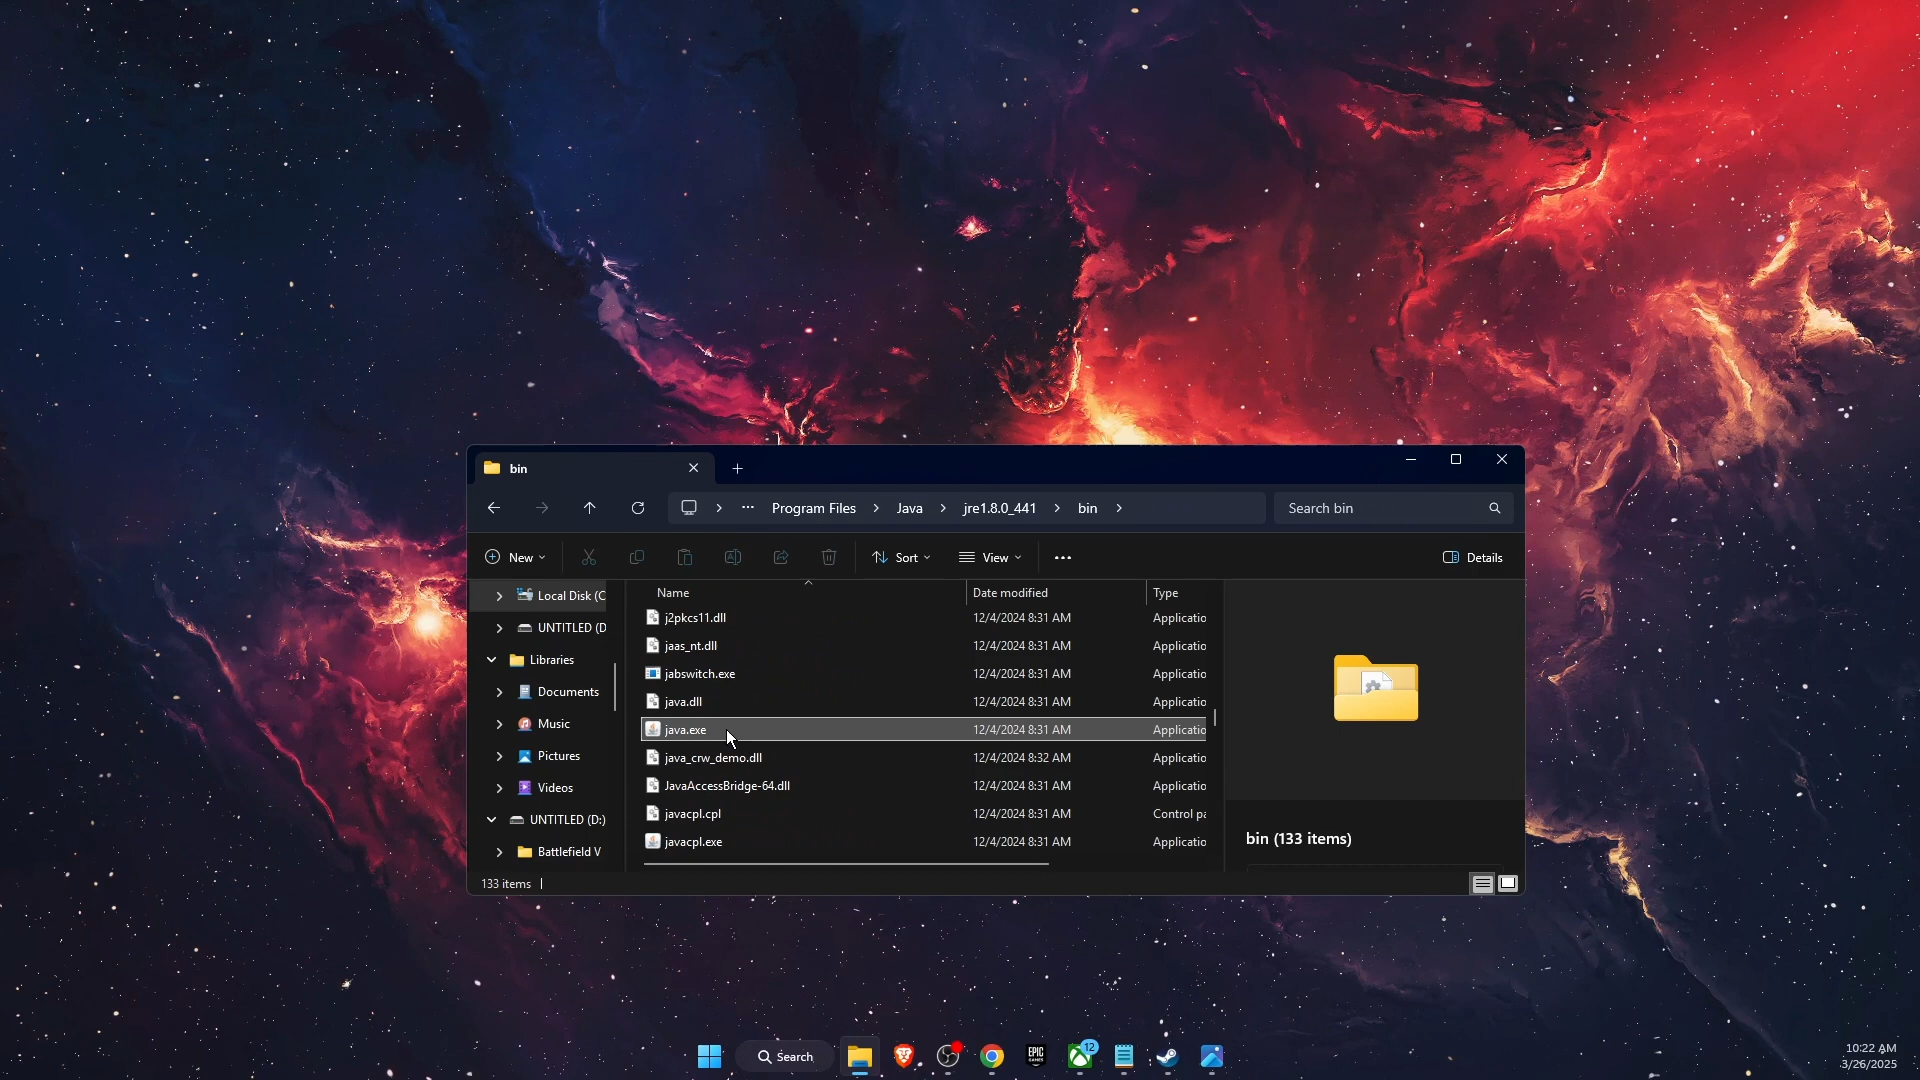 bin
Program Files
Java
jre1.8.0_441
bin
Search bin
New
Sort
View
Details
Local Disk (C
UNTITLED (D
Libraries
Documents
Music
Pictures
Videos
UNTITLED (D:)
Battlefield V
Name Date modified Type
j2pkcs11.dll 12/4/2024 8:31 AM Applicatio
jaas_nt.dll 12/4/2024 8:31 AM Applicatio
jabswitch.exe 12/4/2024 8:31 AM Applicatio
java.dll 12/4/2024 8:31 AM Applicatio
java.exe 12/4/2024 8:31 AM Applicatio
java_crw_demo.dll 12/4/2024 8:32 AM Applicatio
JavaAccessBridge-64.dll 12/4/2024 8:31 AM Applicatio
javacpl.cpl 12/4/2024 8:31 AM Control pa
javacpl.exe 12/4/2024 8:31 AM Applicatio
bin (133 items)
133 items
Search
EPIC
GAMES
12
10:22 AM
3/26/2025